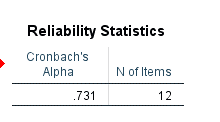 Reliability Statistics
Cronbach's
Alpha N of Items
.731 12